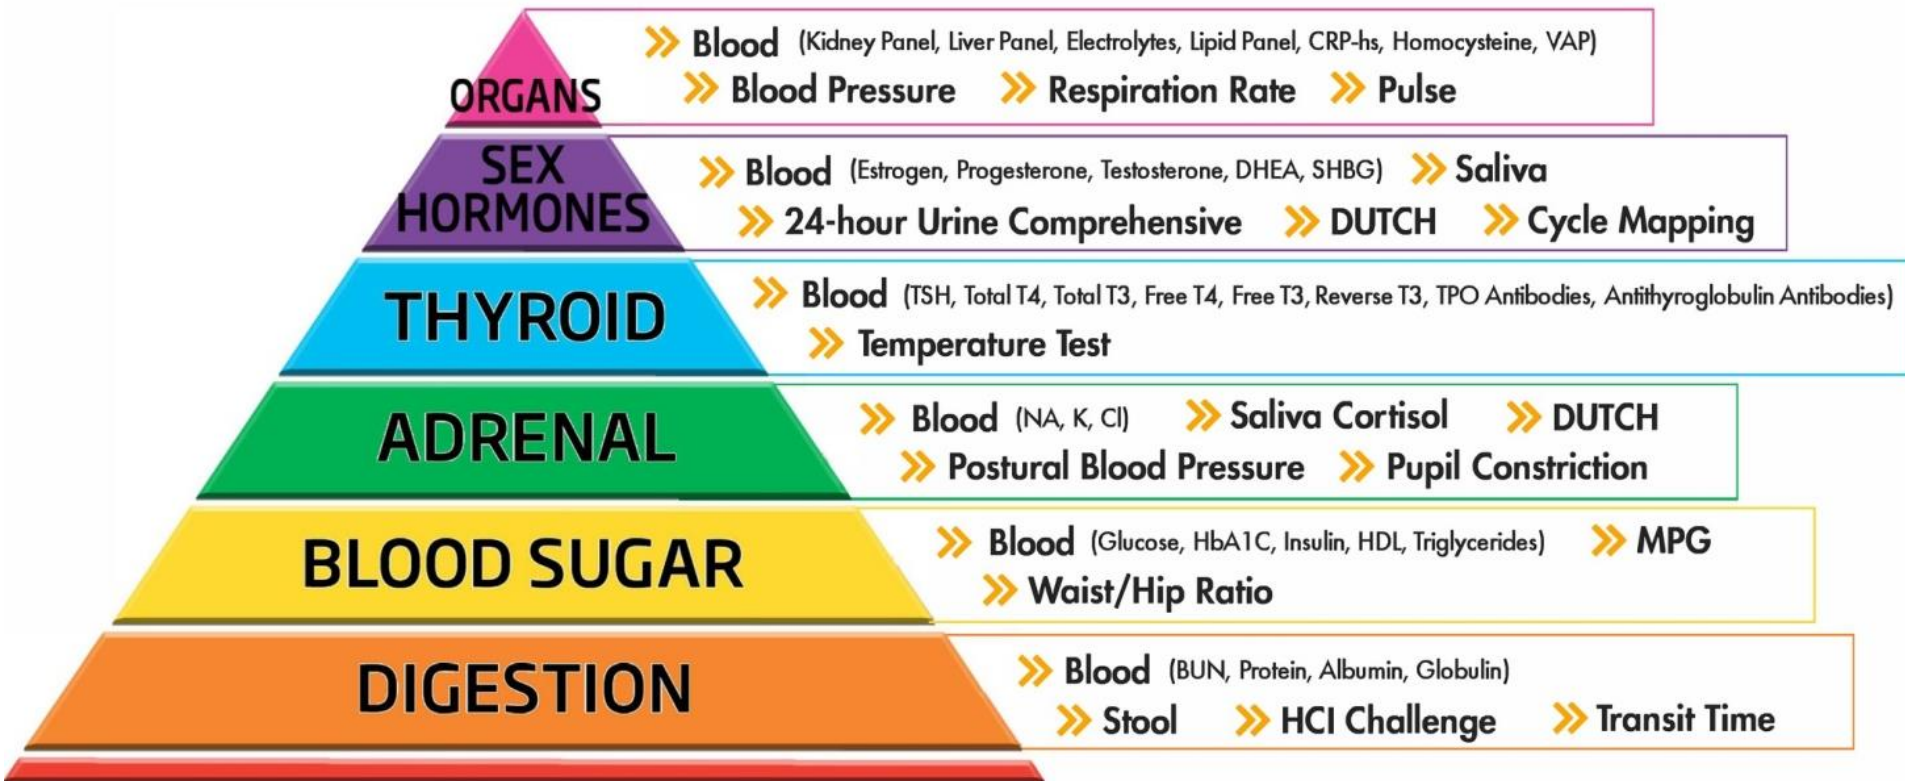 ORGANS
» Blood (Kidney Panel, Liver Panel, Electrolytes, Lipid Panel, CRP-hs, Homocysteine, VAP)
» Blood Pressure » Respiration Rate » Pulse
SEX
HORMONES
» Blood (Estrogen, Progesterone, Testosterone, DHEA, SHBG) » Saliva
» 24-hour Urine Comprehensive » DUTCH » Cycle Mapping
THYROID
» Blood (TSH, Total T4, Total T3, Free T4, Free T3, Reverse T3, TPO Antibodies, Antithyroglobulin Antibodies)
» Temperature Test
ADRENAL
» Blood (NA, K, Cl) » Saliva Cortisol » DUTCH
» Postural Blood Pressure » Pupil Constriction
BLOOD SUGAR
» Blood (Glucose, HbA1C, Insulin, HDL, Triglycerides) » MPG
» Waist/Hip Ratio
DIGESTION
» Blood (BUN, Protein, Albumin, Globulin)
» Stool » HCl Challenge » Transit Time